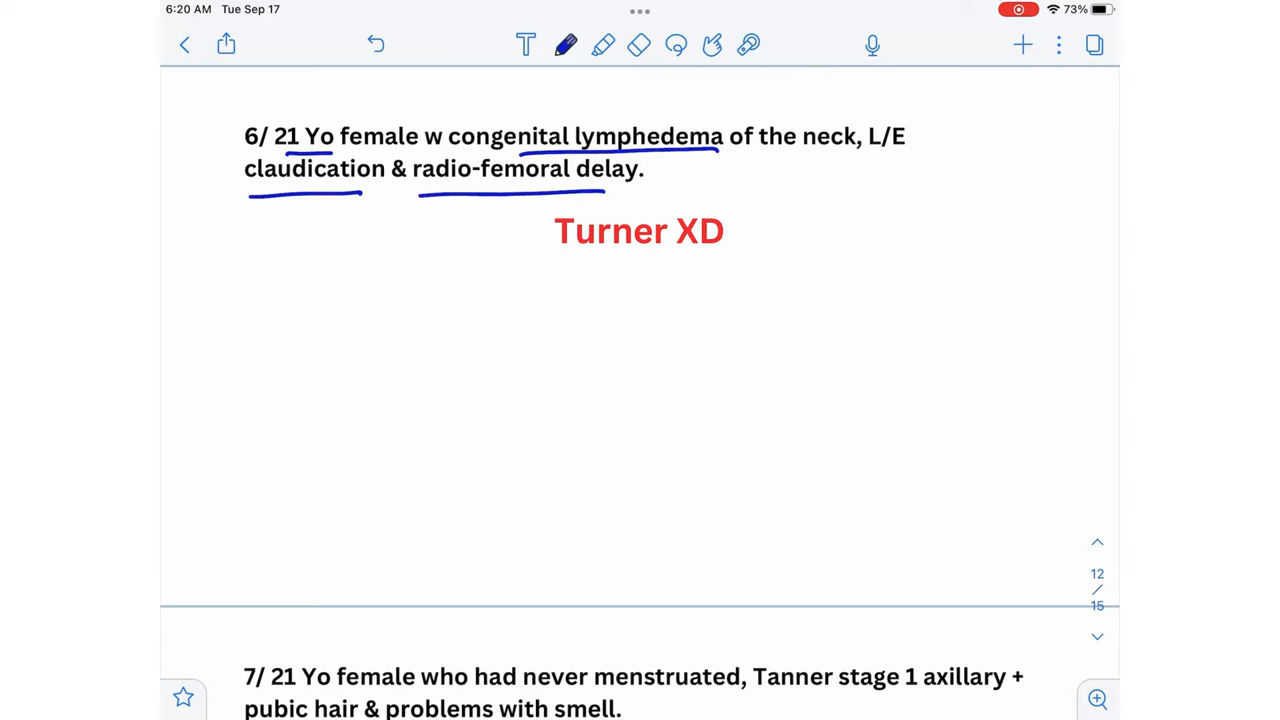 6:20 AM Tue Sep 17
73%
6/ 21 Yo female w congenital lymphedema of the neck, L/E
claudication & radio-femoral delay.
Turner XD
12
/
15
7/ 21 Yo female who had never menstruated, Tanner stage 1 axillary +
pubic hair & problems with smell.